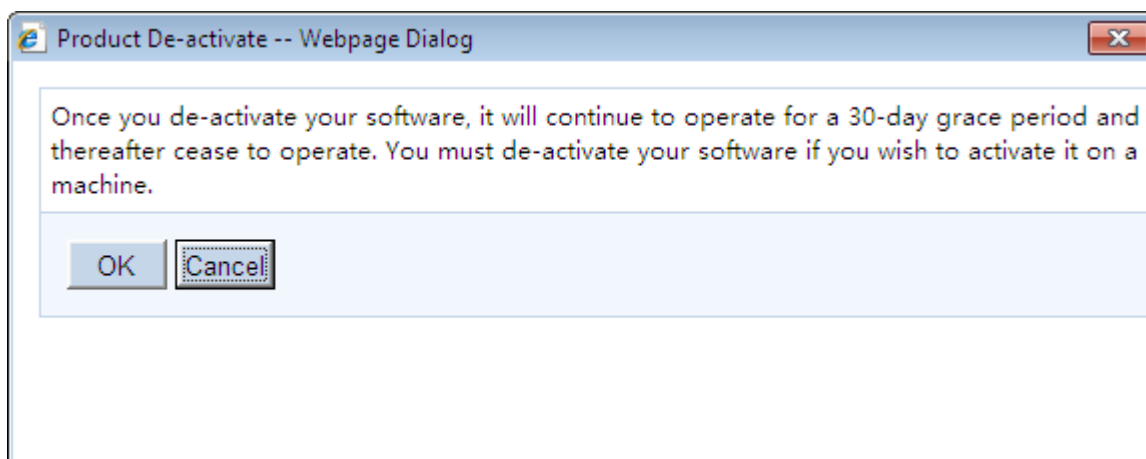 Product De-activate -- Webpage Dialog
Once you de-activate your software, it will continue to operate for a 30-day grace period and
thereafter cease to operate. You must de-activate your software if you wish to activate it on a
machine.
OK Cancel